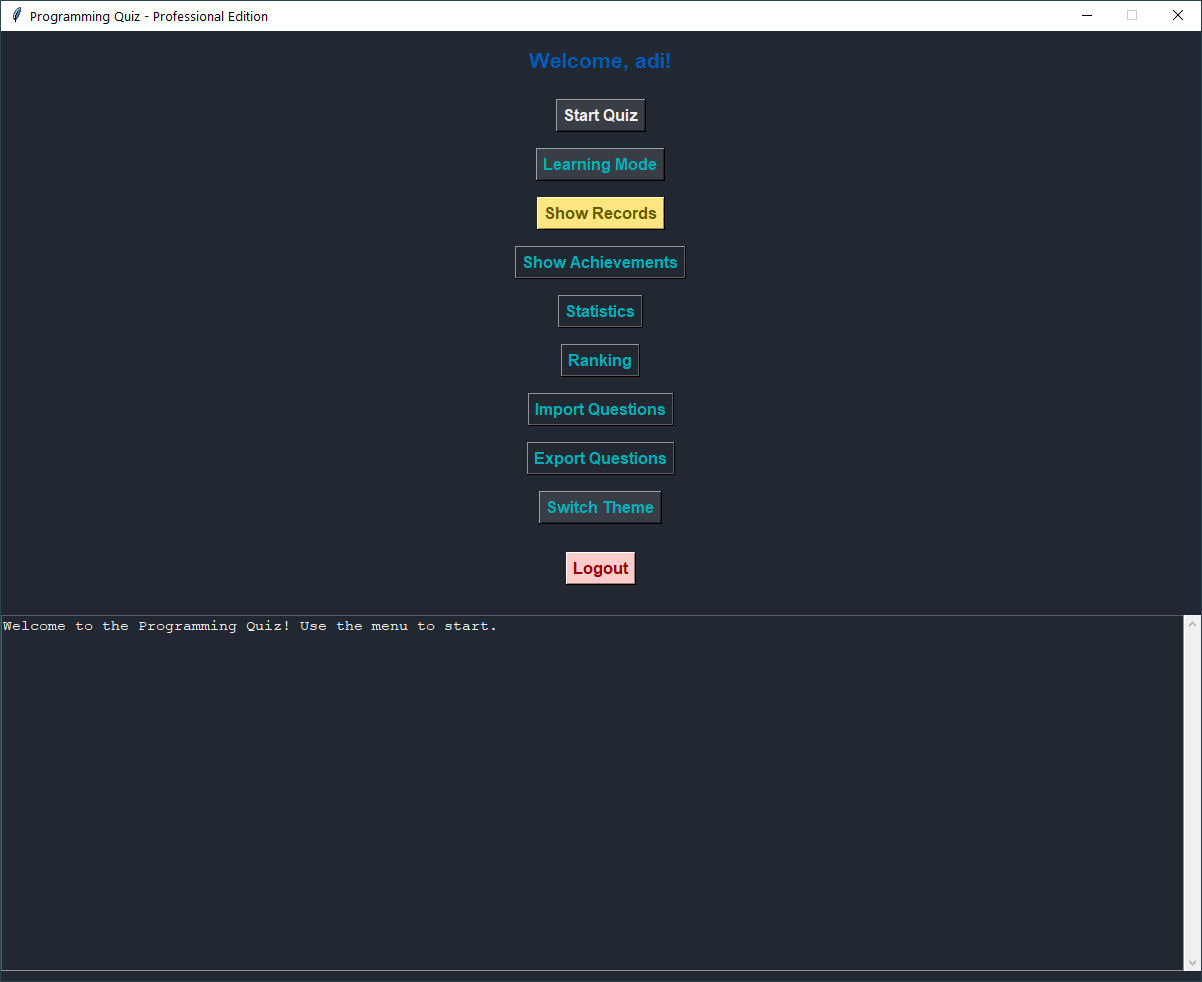 Programming Quiz - Professional Edition
Welcome, adi!
Start Quiz
Learning Mode
Show Records
Show Achievements
Statistics
Ranking
Import Questions
Export Questions
Switch Theme
Logout
Welcome to the Programming Quiz! Use the menu to start.